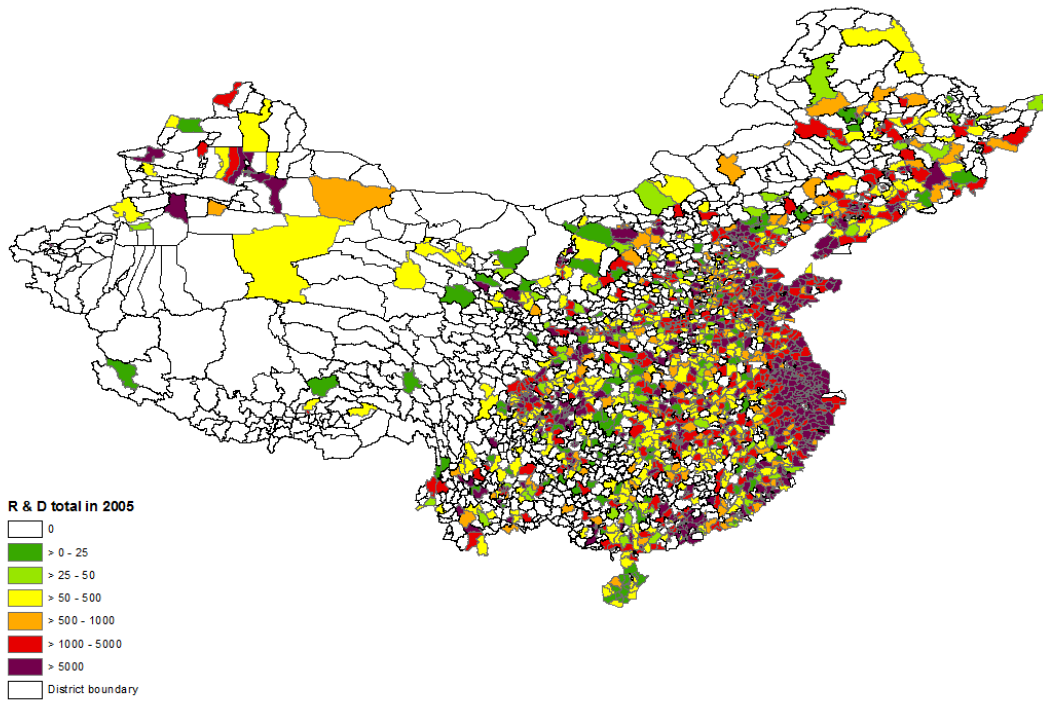 R & D total in 2005
0
> 0 - 25
> 25 - 50
> 50 - 500
> 500 - 1000
> 1000 - 5000
> 5000
District boundary